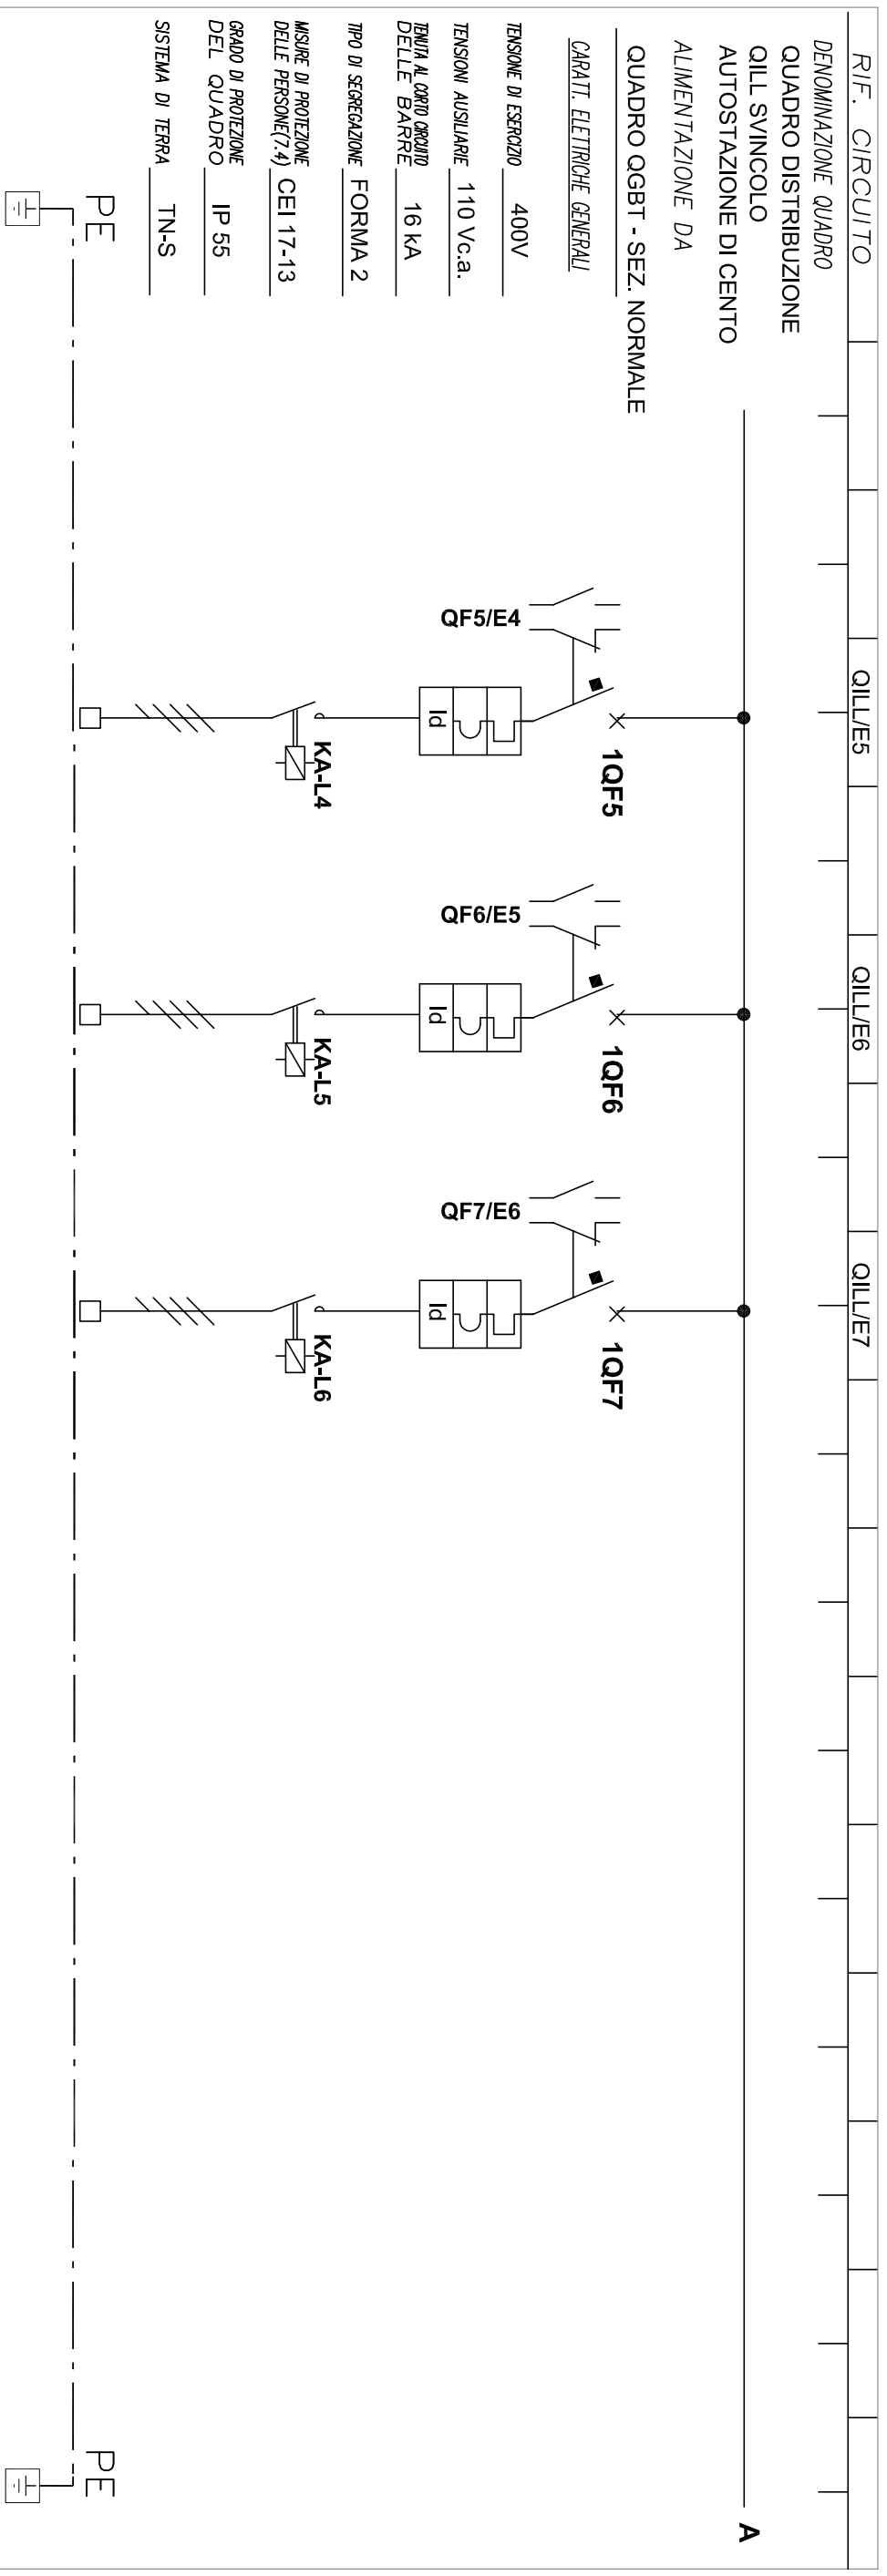 RIF. CIRCUITO
QILL/E5
QILL/E6
QILL/E7
DENOMINAZIONE QUADRO
QUADRO DISTRIBUZIONE
QILL SVINCOLO
AUTOSTAZIONE DI CENTO
A
ALIMENTAZIONE DA
QUADRO QGBT - SEZ. NORMALE
CARATT. ELETTRICHE GENERALI
TENSIONE DI ESERCIZIO
400V
TENSIONI AUSILIARIE
110 Vc.a.
TENUTA AL CORTO CIRCUITO
DELLE BARRE
16 kA
TIPO DI SEGREGAZIONE
FORMA 2
MISURE DI PROTEZIONE
DELLE PERSONE(7.4)
CEI 17-13
GRADO DI PROTEZIONE
DEL QUADRO
IP 55
SISTEMA DI TERRA
TN-S
1QF5
QF5/E4
Id
KA-L4
1QF6
QF6/E5
Id
KA-L5
1QF7
QF7/E6
Id
KA-L6
PE
PE